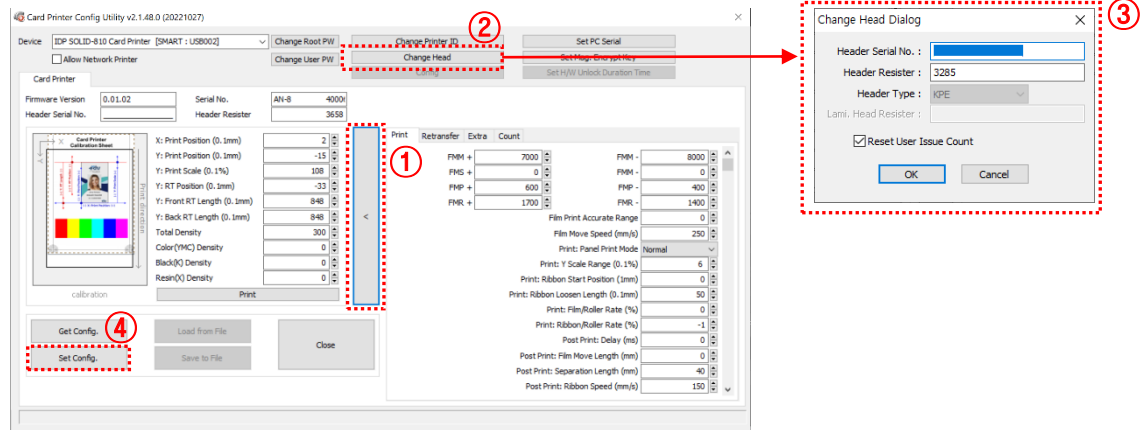 Card Printer Config Utility v2.1.48.0 (20221027)
②
③
Device IDP SOLID-810 Card Printer [SMART : USB002] Change Root PW Change Printer ID Set PC Serial
Allow Network Printer Change User PW Change Head Set Mag. Encrypt Key
Config Set H/W Unlock Duration Time
Card Printer
Firmware Version 0.01.02 Serial No. AN-8 4000
Header Serial No. Header Resister 3658
Card Printer
Calibration Sheet
Print direction
calibration
X: Print Position (0.1mm) 2
Y: Print Position (0.1mm) -15
Y: Print Scale (0.1%) 108
Y: RT Position (0.1mm) -33
Y: Front RT Length (0.1mm) 848
Y: Back RT Length (0.1mm) 848
Total Density 300
Color(YMC) Density 0
Black(K) Density 0
Resin(X) Density 0
Print
<
①
Print Retransfer Extra Count
FMM + 7000 FMM - 8000
FMS + 0 FMM - 0
FMP + 600 FMP - 400
FMR + 1700 FMR - 1400
Film Print Accurate Range 0
Film Move Speed (mm/s) 250
Print: Panel Print Mode Normal
Print: Y Scale Range (0.1%) 6
Print: Ribbon Start Position (1mm) 0
Print: Ribbon Loosen Length (0.1mm) 50
Print: Film/Roller Rate (%) 0
Print: Ribbon/Roller Rate (%) -1
Post Print: Delay (ms) 0
Post Print: Film Move Length (mm) 0
Post Print: Separation Length (mm) 40
Post Print: Ribbon Speed (mm/s) 150
Get Config. ④ Load from File
Set Config. Save to File
Close
Change Head Dialog
Header Serial No. :
Header Resister : 3285
Header Type : KPE
Lami. Head Resister :
Reset User Issue Count
OK Cancel